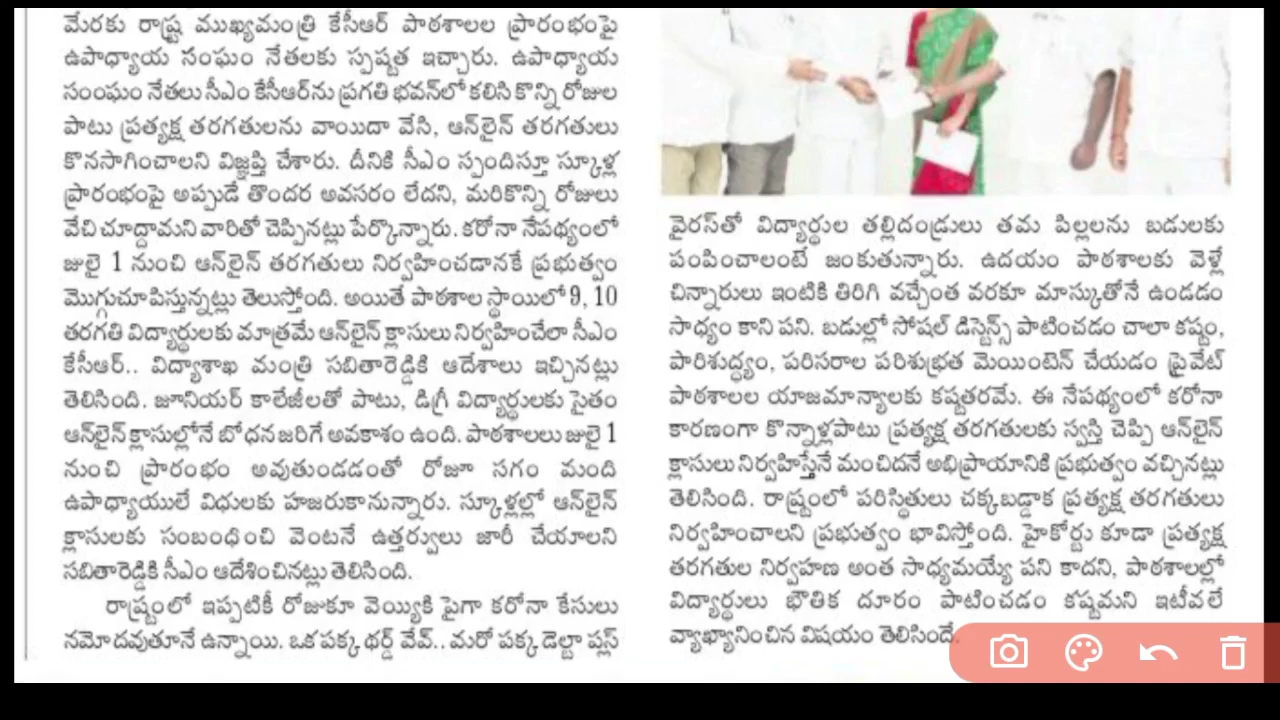 మేరకు రాష్ట్ర ముఖ్యమంత్రి కేసీఆర్ పాఠశాలల ప్రారంభంపై
ఉపాధ్యాయ సంఘం నేతలకు స్పష్టత ఇచ్చారు. ఉపాధ్యాయ
సంంఘం నేతలు సీఎం కేసీఆర్‌ను ప్రగతి భవన్‌లో కలిసి కొన్ని రోజుల
పాటు ప్రత్యక్ష తరగతులను వాయిదా వేసి, ఆన్‌లైన్ తరగతులు
కొనసాగించాలని విజ్ఞప్తి చేశారు. దీనికి సీఎం స్పందిస్తూ స్కూళ్ల
ప్రారంభంపై అప్పుడే తొందర అవసరం లేదని, మరికొన్ని రోజులు
వేచి చూద్దామని వారితో చెప్పినట్లు పేర్కొన్నారు. కరోనా నేపథ్యంలో
జులై 1 నుంచి ఆన్‌లైన్ తరగతులు నిర్వహించడానకే ప్రభుత్వం
మొగ్గుచూపిస్తున్నట్లు తెలుస్తోంది. అయితే పాఠశాల స్థాయిలో 9, 10
తరగతి విద్యార్థులకు మాత్రమే ఆన్‌లైన్ క్లాసులు నిర్వహించేలా సీఎం
కేసీఆర్.. విద్యాశాఖ మంత్రి సబితారెడ్డికి ఆదేశాలు ఇచ్చినట్లు
తెలిసింది. జూనియర్ కాలేజీలతో పాటు, డిగ్రీ విద్యార్థులకు సైతం
ఆన్‌లైన్ క్లాసుల్లోనే బోధన జరిగే అవకాశం ఉంది. పాఠశాలలు జులై 1
నుంచి ప్రారంభం అవుతుండడంతో రోజూ సగం మంది
ఉపాధ్యాయులే విధులకు హజరుకానున్నారు. స్కూళ్లల్లో ఆన్‌లైన్
క్లాసులకు సంబంధించి వెంటనే ఉత్తర్వులు జారీ చేయాలని
సబితారెడ్డికి సీఎం ఆదేశించినట్లు తెలిసింది.
రాష్ట్రంలో ఇప్పటికీ రోజుకూ వెయ్యికి పైగా కరోనా కేసులు
నమోదవుతూనే ఉన్నాయి. ఒక పక్క థర్డ్ వేవ్.. మరో పక్క డెల్టా ప్లస్
వైరస్‌తో విద్యార్థుల తల్లిదండ్రులు తమ పిల్లలను బడులకు
పంపించాలంటే జంకుతున్నారు. ఉదయం పాఠశాలకు వెళ్లే
చిన్నారులు ఇంటికి తిరిగి వచ్చేంత వరకూ మాస్కుతోనే ఉండడం
సాధ్యం కాని పని. బడుల్లో సోషల్ డిస్టెన్స్ పాటించడం చాలా కష్టం,
పారిశుద్ధ్యం, పరిసరాల పరిశుభ్రత మెయింటెన్ చేయడం ప్రైవేట్
పాఠశాలల యాజమాన్యాలకు కష్టతరమే. ఈ నేపథ్యంలో కరోనా
కారణంగా కొన్నాళ్లపాటు ప్రత్యక్ష తరగతులకు స్వస్తి చెప్పి ఆన్‌లైన్
క్లాసులు నిర్వహిస్తేనే మంచిదనే అభిప్రాయానికి ప్రభుత్వం వచ్చినట్లు
తెలిసింది. రాష్ట్రంలో పరిస్థితులు చక్కబడ్డాక ప్రత్యక్ష తరగతులు
నిర్వహించాలని ప్రభుత్వం భావిస్తోంది. హైకోర్టు కూడా ప్రత్యక్ష
తరగతుల నిర్వహణ అంత సాధ్యమయ్యే పని కాదని, పాఠశాలల్లో
విద్యార్థులు భౌతిక దూరం పాటించడం కష్టమని ఇటీవలే
వ్యాఖ్యానించిన విషయం తెలిసిందే.